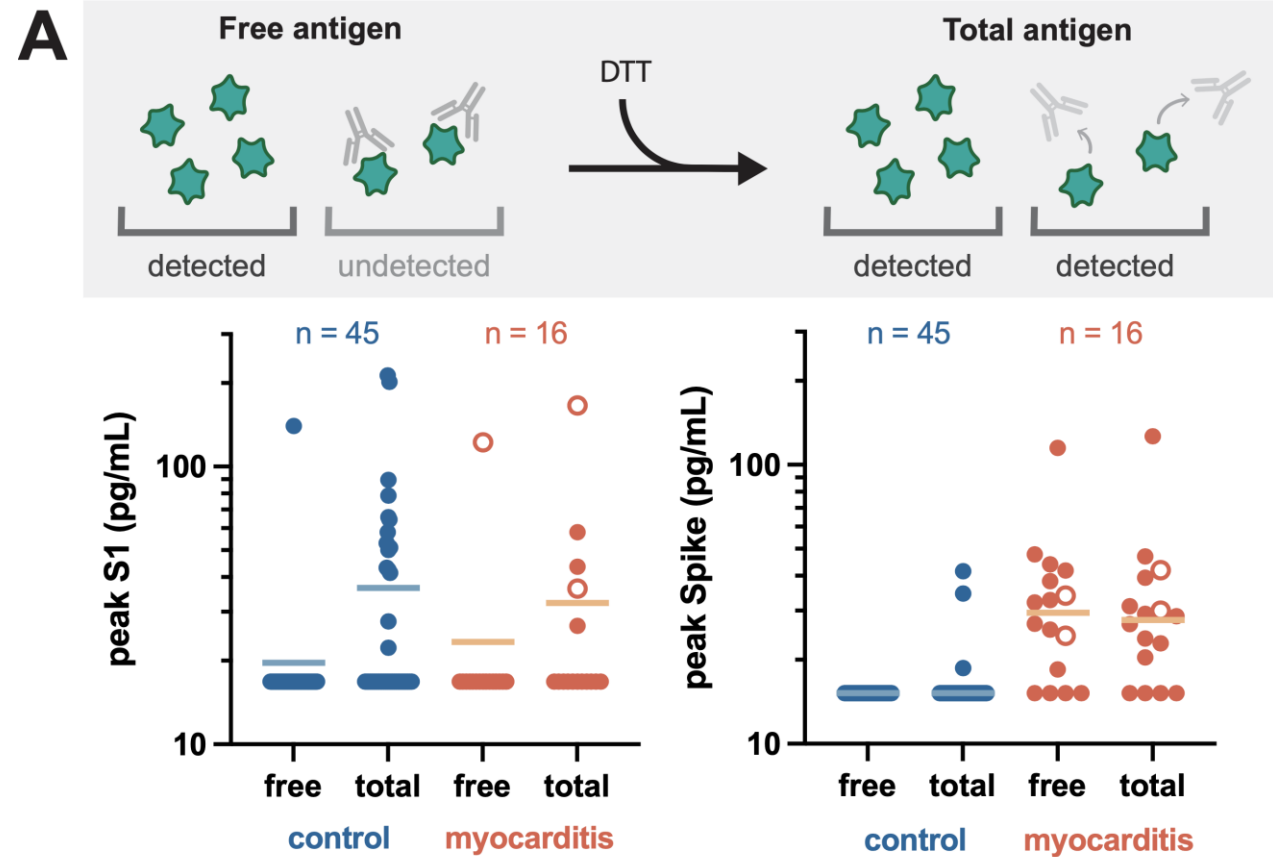 A
Free antigen
Total antigen
DTT
detected
undetected
detected
detected
n = 45
n = 16
peak S1 (pg/mL)
100
10
free
total
free
total
control
myocarditis
n = 45
n = 16
peak Spike (pg/mL)
100
10
free
total
free
total
control
myocarditis